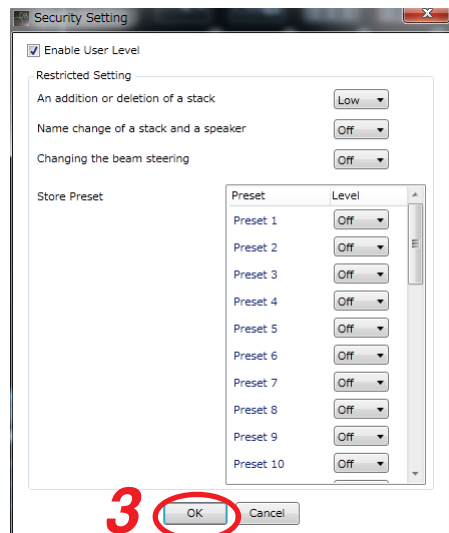 Security Setting
x
Enable User Level
Restricted Setting
An addition or deletion of a stack Low
Name change of a stack and a speaker Off
Changing the beam steering Off
Store Preset
Preset Level
Preset 1 Off
Preset 2 Off
Preset 3 Off
Preset 4 Off
Preset 5 Off
Preset 6 Off
Preset 7 Off
Preset 8 Off
Preset 9 Off
Preset 10 Off
3 OK Cancel